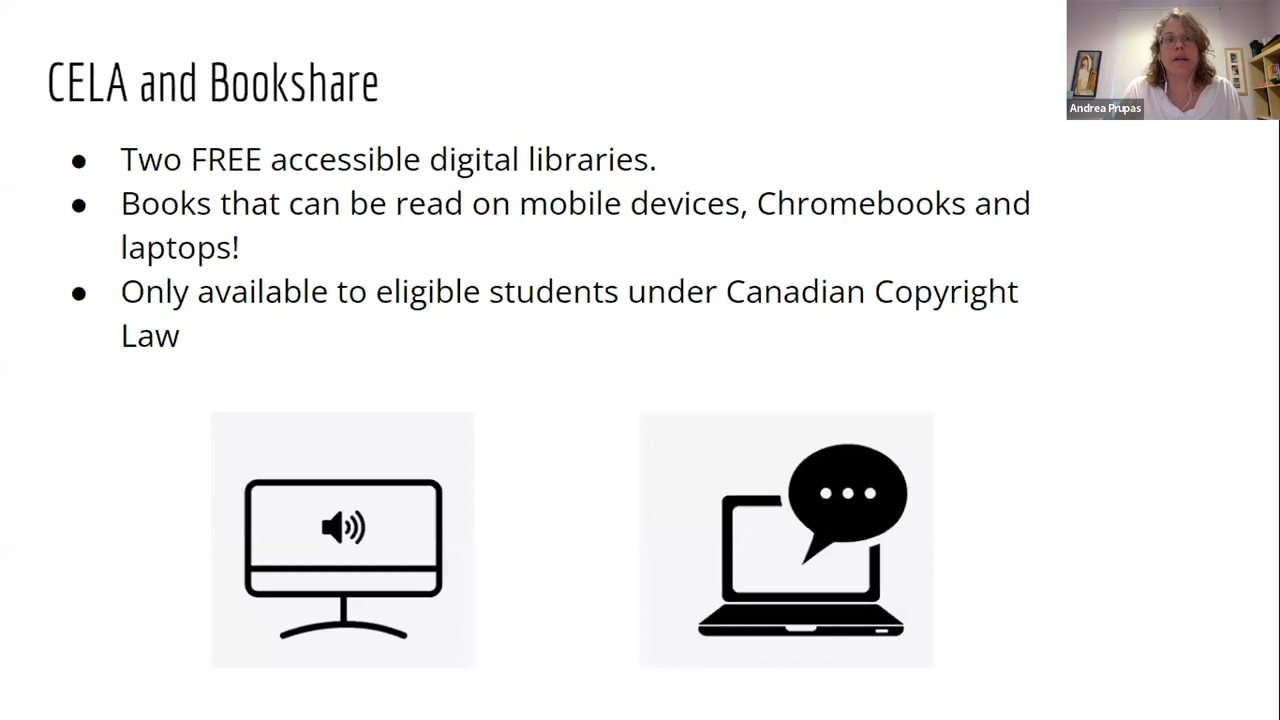 CELA and Bookshare
Andrea Prupas
● Two FREE accessible digital libraries.
● Books that can be read on mobile devices, Chromebooks and
laptops!
● Only available to eligible students under Canadian Copyright
Law